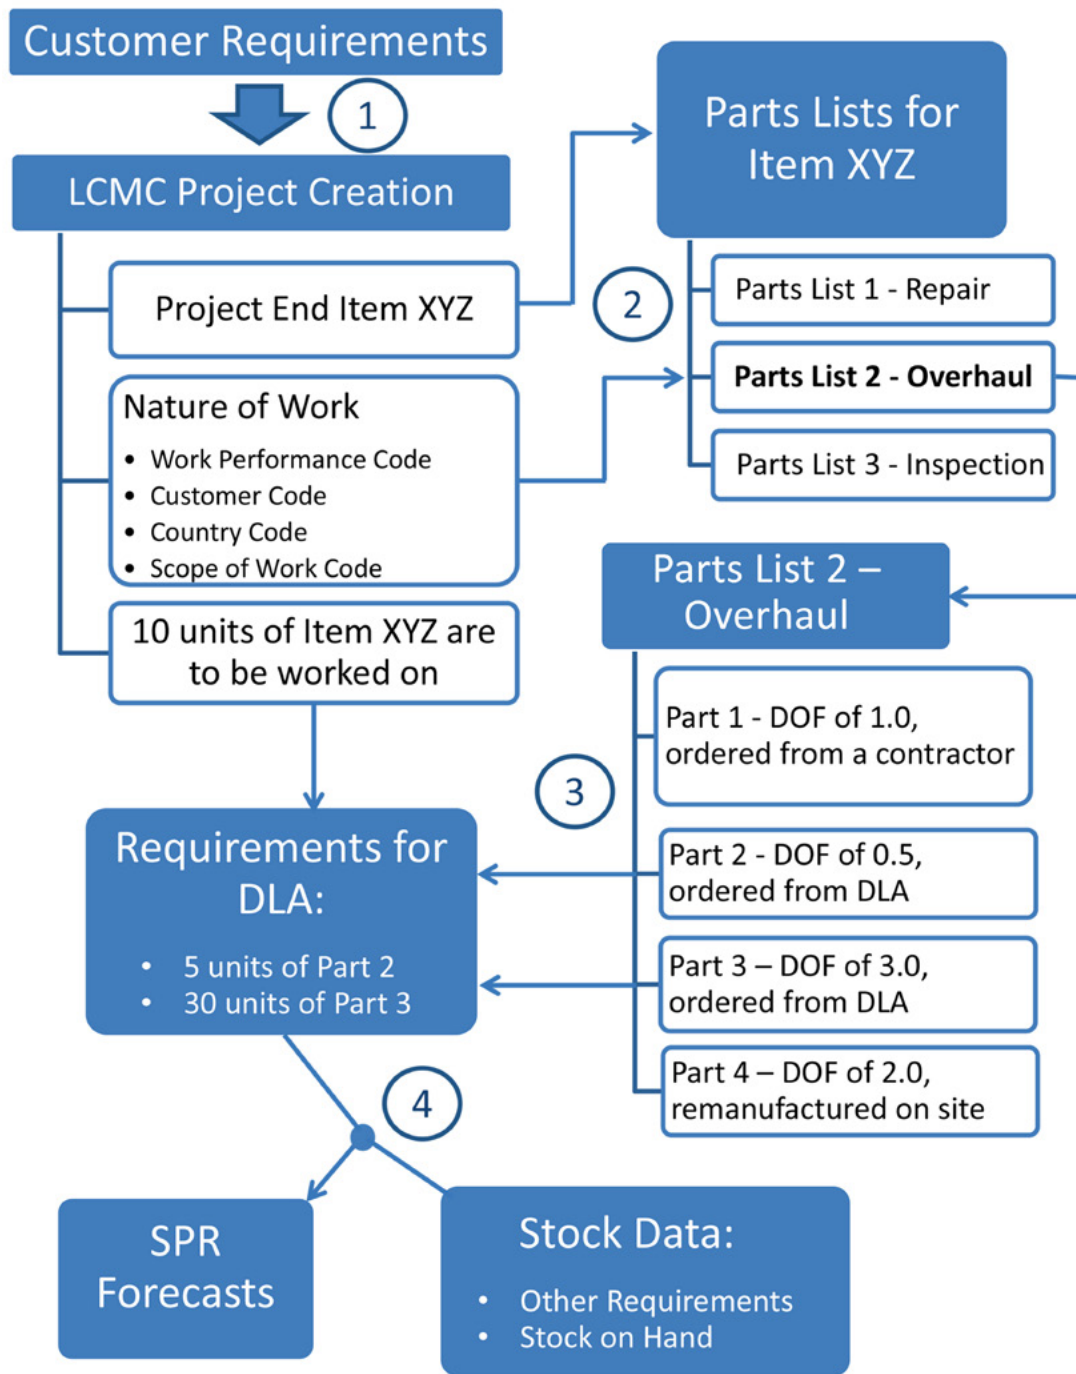 Customer Requirements
1
LCMC Project Creation
Project End Item XYZ
Nature of Work
• Work Performance Code
• Customer Code
• Country Code
• Scope of Work Code
10 units of Item XYZ are
to be worked on
Parts Lists for
Item XYZ
2
Parts List 1 - Repair
Parts List 2 - Overhaul
Parts List 3 - Inspection
Parts List 2 –
Overhaul
3
Part 1 - DOF of 1.0,
ordered from a contractor
Part 2 - DOF of 0.5,
ordered from DLA
Part 3 – DOF of 3.0,
ordered from DLA
Part 4 – DOF of 2.0,
remanufactured on site
Requirements for
DLA:
• 5 units of Part 2
• 30 units of Part 3
4
SPR
Forecasts
Stock Data:
• Other Requirements
• Stock on Hand